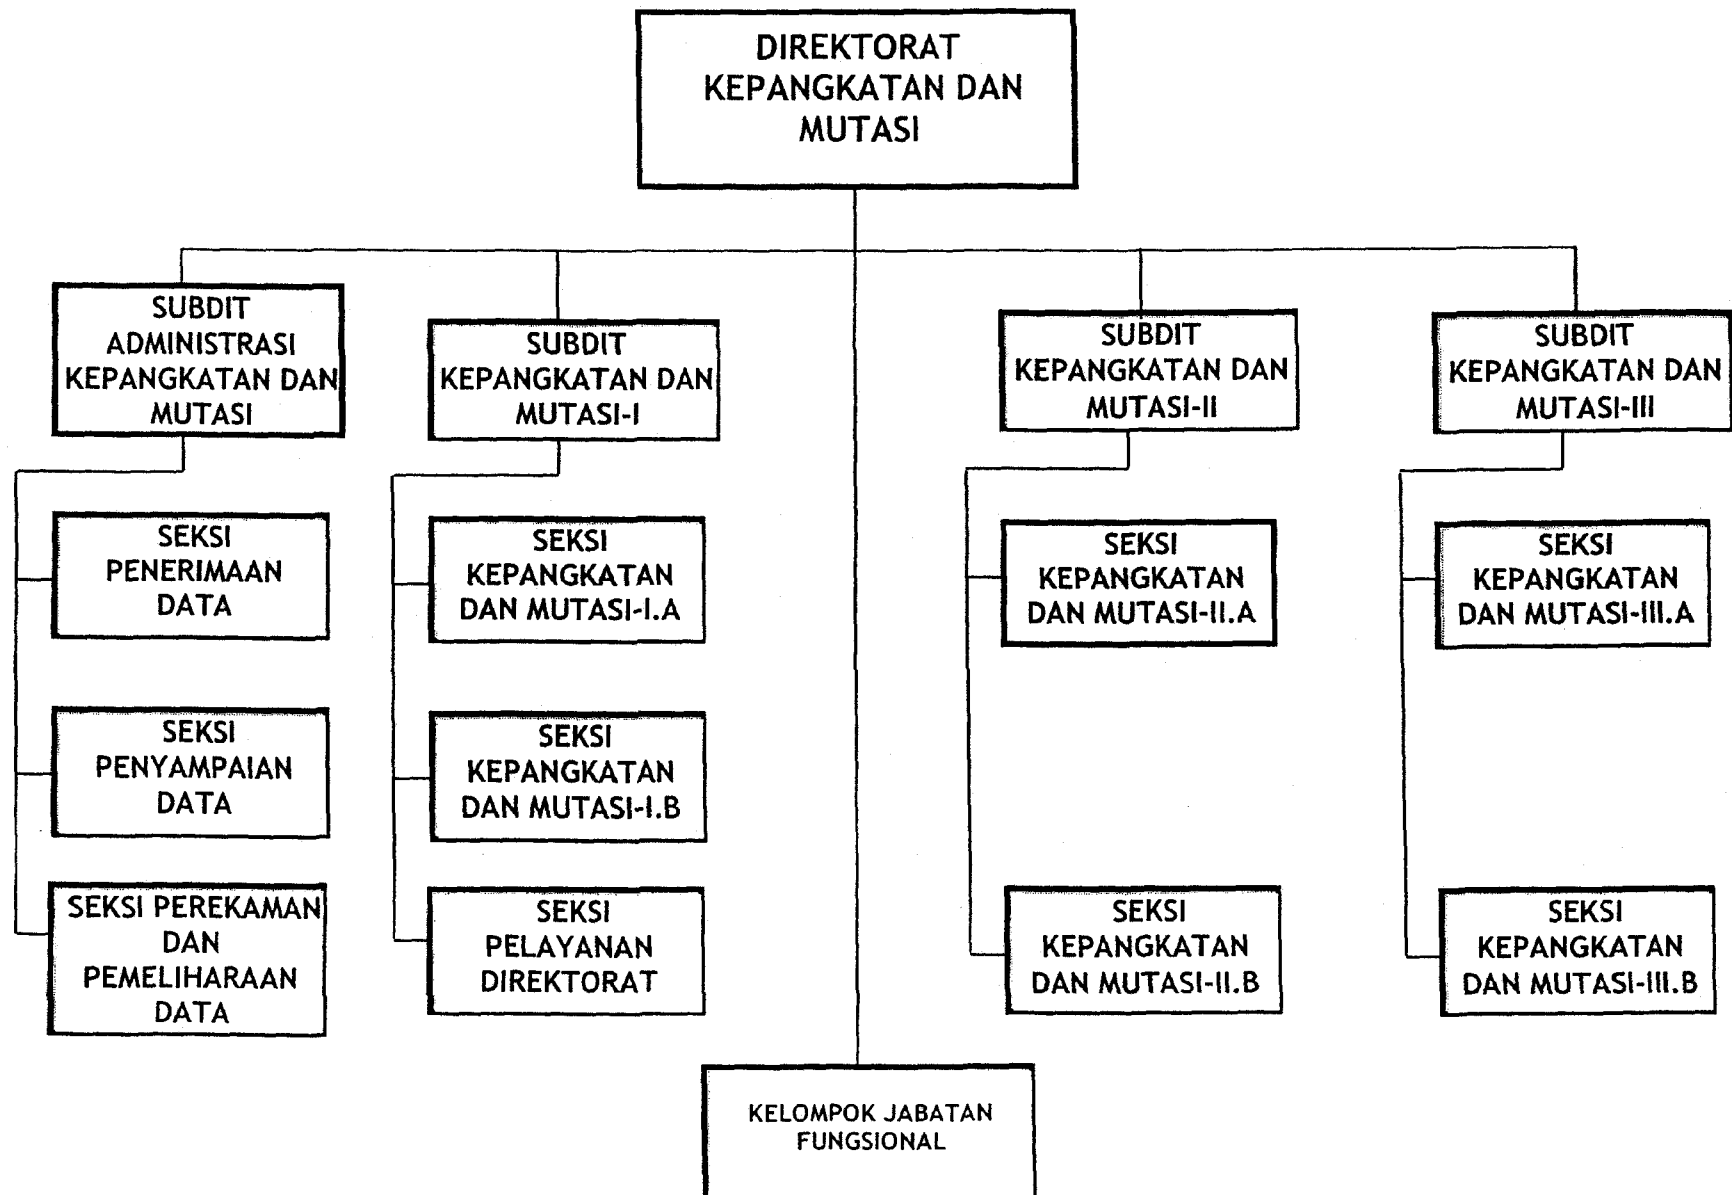 DIREKTORAT
KEPANGKATAN DAN
MUTASI
SUBDIT
ADMINISTRASI
KEPANGKATAN DAN
MUTASI
SUBDIT
KEPANGKATAN DAN
MUTASI-I
SUBDIT
KEPANGKATAN DAN
MUTASI-II
SUBDIT
KEPANGKATAN DAN
MUTASI-III
SEKSI
PENERIMAAN
DATA
SEKSI
KEPANGKATAN
DAN MUTASI-I.A
SEKSI
KEPANGKATAN
DAN MUTASI-II.A
SEKSI
KEPANGKATAN
DAN MUTASI-III.A
SEKSI
PENYAMPAIAN
DATA
SEKSI
KEPANGKATAN
DAN MUTASI-I.B
SEKSI PEREKAMAN
DAN
PEMELIHARAAN
DATA
SEKSI
PELAYANAN
DIREKTORAT
SEKSI
KEPANGKATAN
DAN MUTASI-II.B
SEKSI
KEPANGKATAN
DAN MUTASI-III.B
KELOMPOK JABATAN
FUNGSIONAL